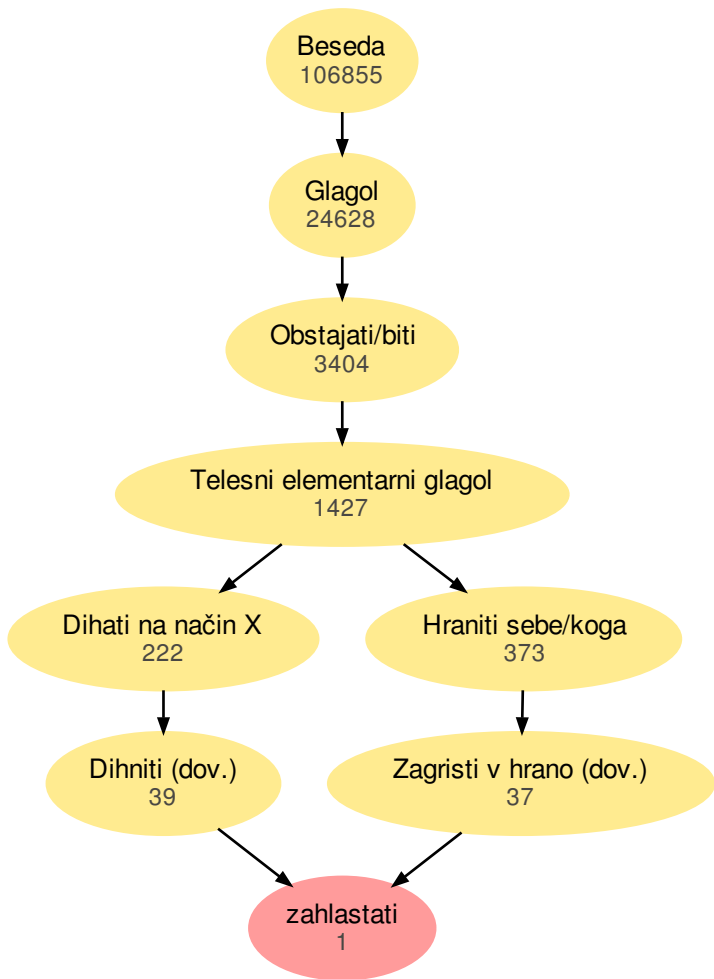 Beseda
106855
Glagol
24628
Obstajati/biti
3404
Telesni elementarni glagol
1427
Dihati na način X
222
Hraniti sebe/koga
373
Dihniti (dov.)
39
Zagristi v hrano (dov.)
37
zahlastati
1